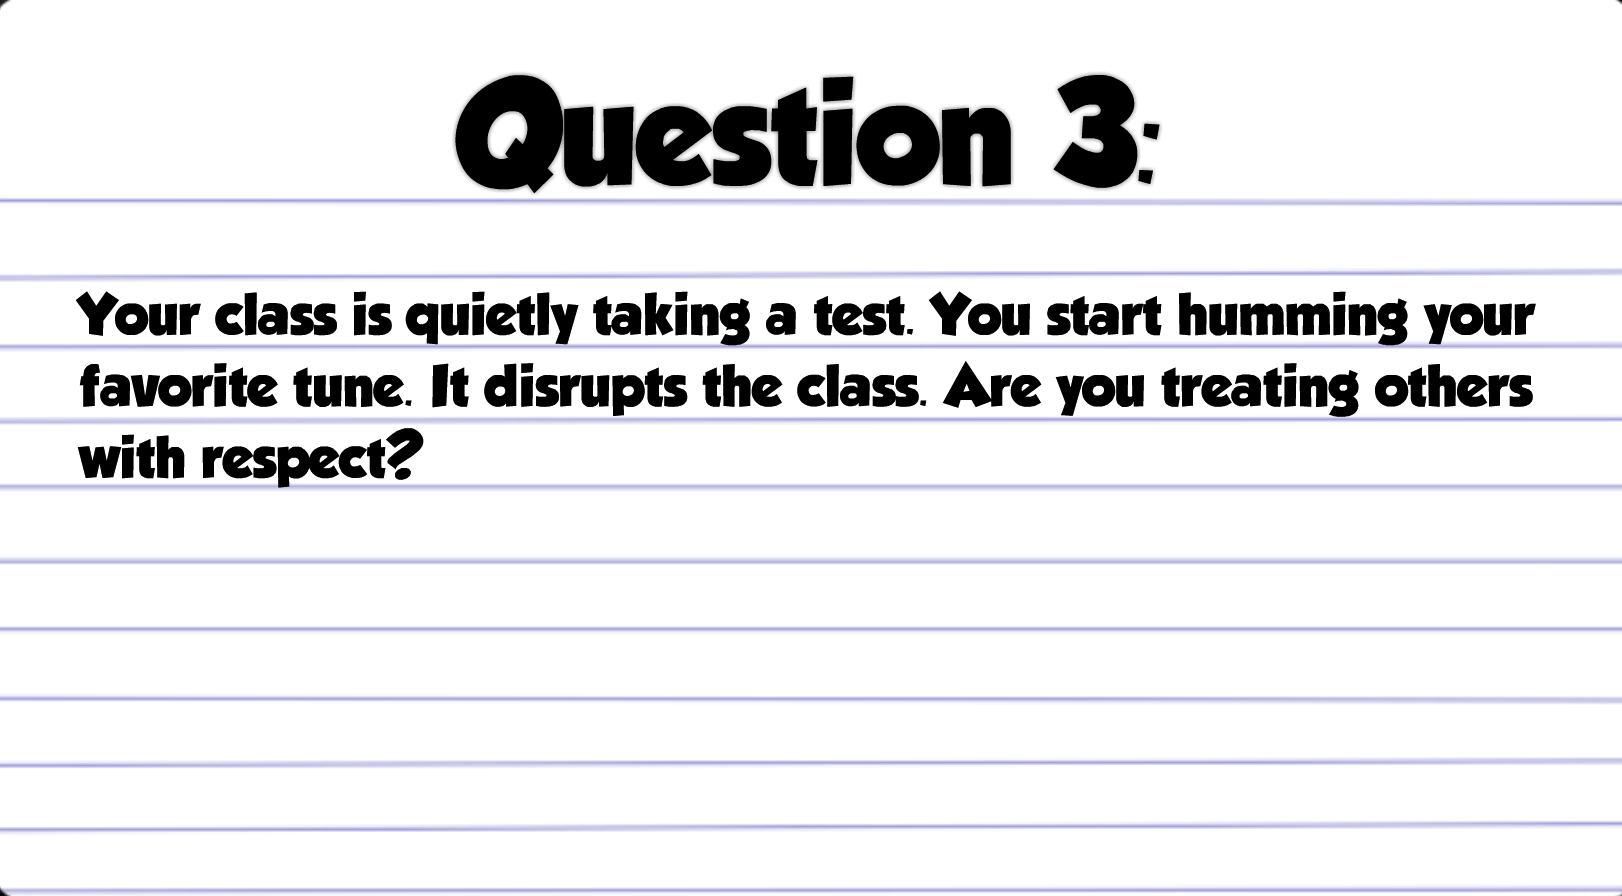 Question 3:
Your class is quietly taking a test. You start humming your
favorite tune. It disrupts the class. Are you treating others
with respect?